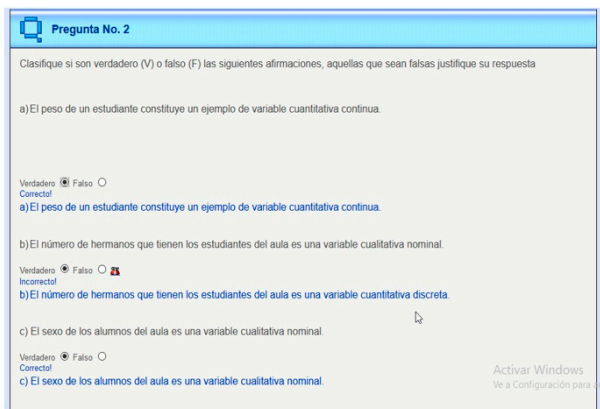 Pregunta No. 2
Clasifique si son verdadero (V) o falso (F) las siguientes afirmaciones, aquellas que sean falsas justifique su respuesta
a) El peso de un estudiante constituye un ejemplo de variable cuantitativa continua.
Verdadero Falso
Correcto!
a) El peso de un estudiante constituye un ejemplo de variable cuantitativa continua.
b) El número de hermanos que tienen los estudiantes del aula es una variable cualitativa nominal.
Verdadero Falso
Incorrecto!
b) El número de hermanos que tienen los estudiantes del aula es una variable cuantitativa discreta.
c) El sexo de los alumnos del aula es una variable cualitativa nominal.
Verdadero Falso
Correcto!
c) El sexo de los alumnos del aula es una variable cualitativa nominal.
Activar Windows
Ve a Configuración para